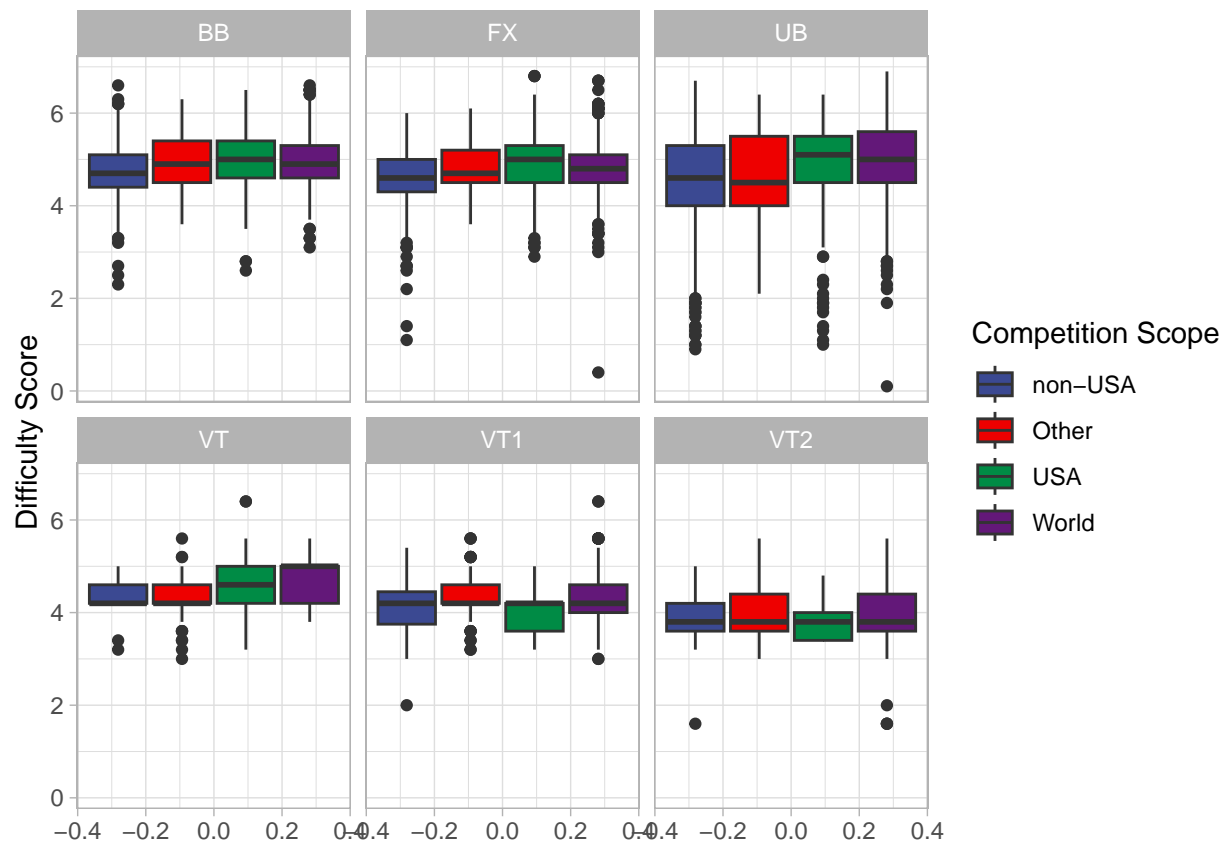 BB FX UB
6
4
2
0
Difficulty Score
VT VT1 VT2
6
4
2
0
−0.4 −0.2 0.0 0.2 0.4 −0.4 −0.2 0.0 0.2 0.4 −0.4 −0.2 0.0 0.2 0.4
Competition Scope
non−USA
Other
USA
World